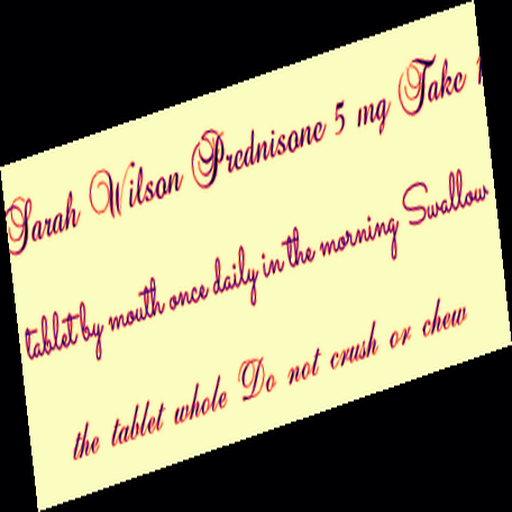 Sarah Wilson Prednisone 5 mg Take 1
tablet by mouth once daily in the morning Swallow
the tablet whole Do not crush or chew